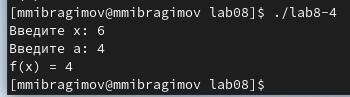 [mmibragimov@mmibragimov lab08]$ ./lab8-4
Введите x: 6
Введите a: 4
f(x) = 4
[mmibragimov@mmibragimov lab08]$